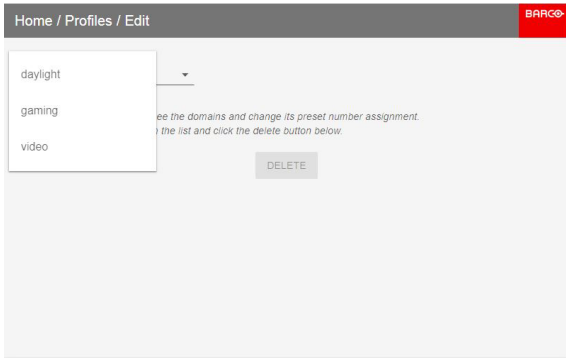 Home / Profiles / Edit
BARCO
daylight
gaming
ee the domains and change its preset number assignment.
the list and click the delete button below.
video
DELETE